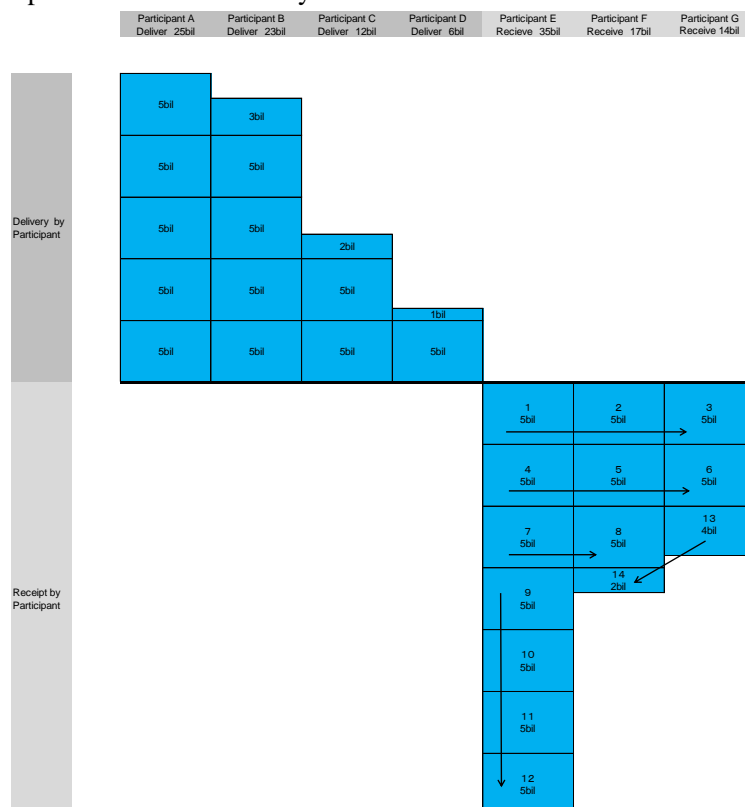 Participant A Participant B Participant C Participant D Participant E Participant F Participant G
Deliver 25bil Deliver 23bil Deliver 12bil Deliver 6bil Recieve 35bil Receive 17bil Receive 14bil
5bil
3bil
5bil 5bil
Delivery by
Participant
5bil 5bil
2bil
5bil 5bil 5bil
1bil
5bil 5bil 5bil 5bil
1 2 3
5bil 5bil 5bil
4 5 6
5bil 5bil 5bil
7 8 13
5bil 5bil 4bil
14
2bil
Receipt by
Participant
9
5bil
10
5bil
11
5bil
12
5bil